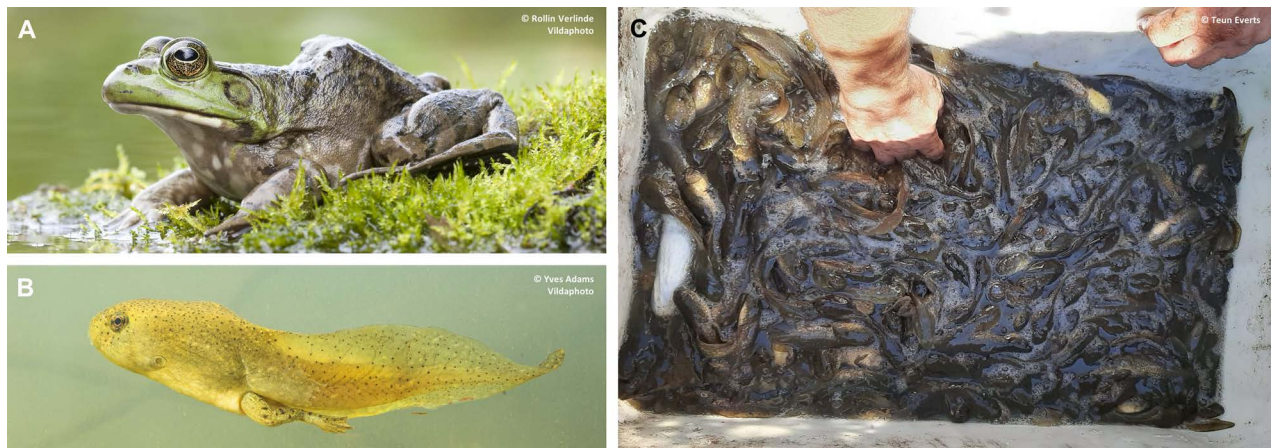 A
© Rollin Verlinde
Vildaphoto
B
© Yves Adams
Vildaphoto
C
© Teun Everts